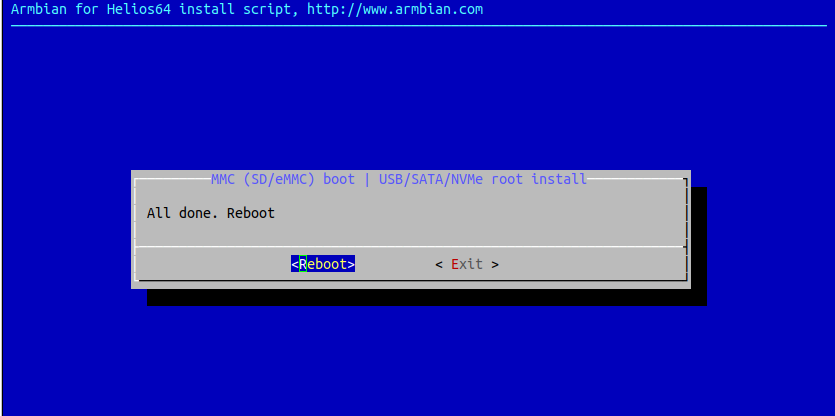 Armbian for Helios64 install script, http://www.armbian.com
MMC (SD/eMMC) boot | USB/SATA/NVMe root install
All done. Reboot
<Reboot> < Exit >